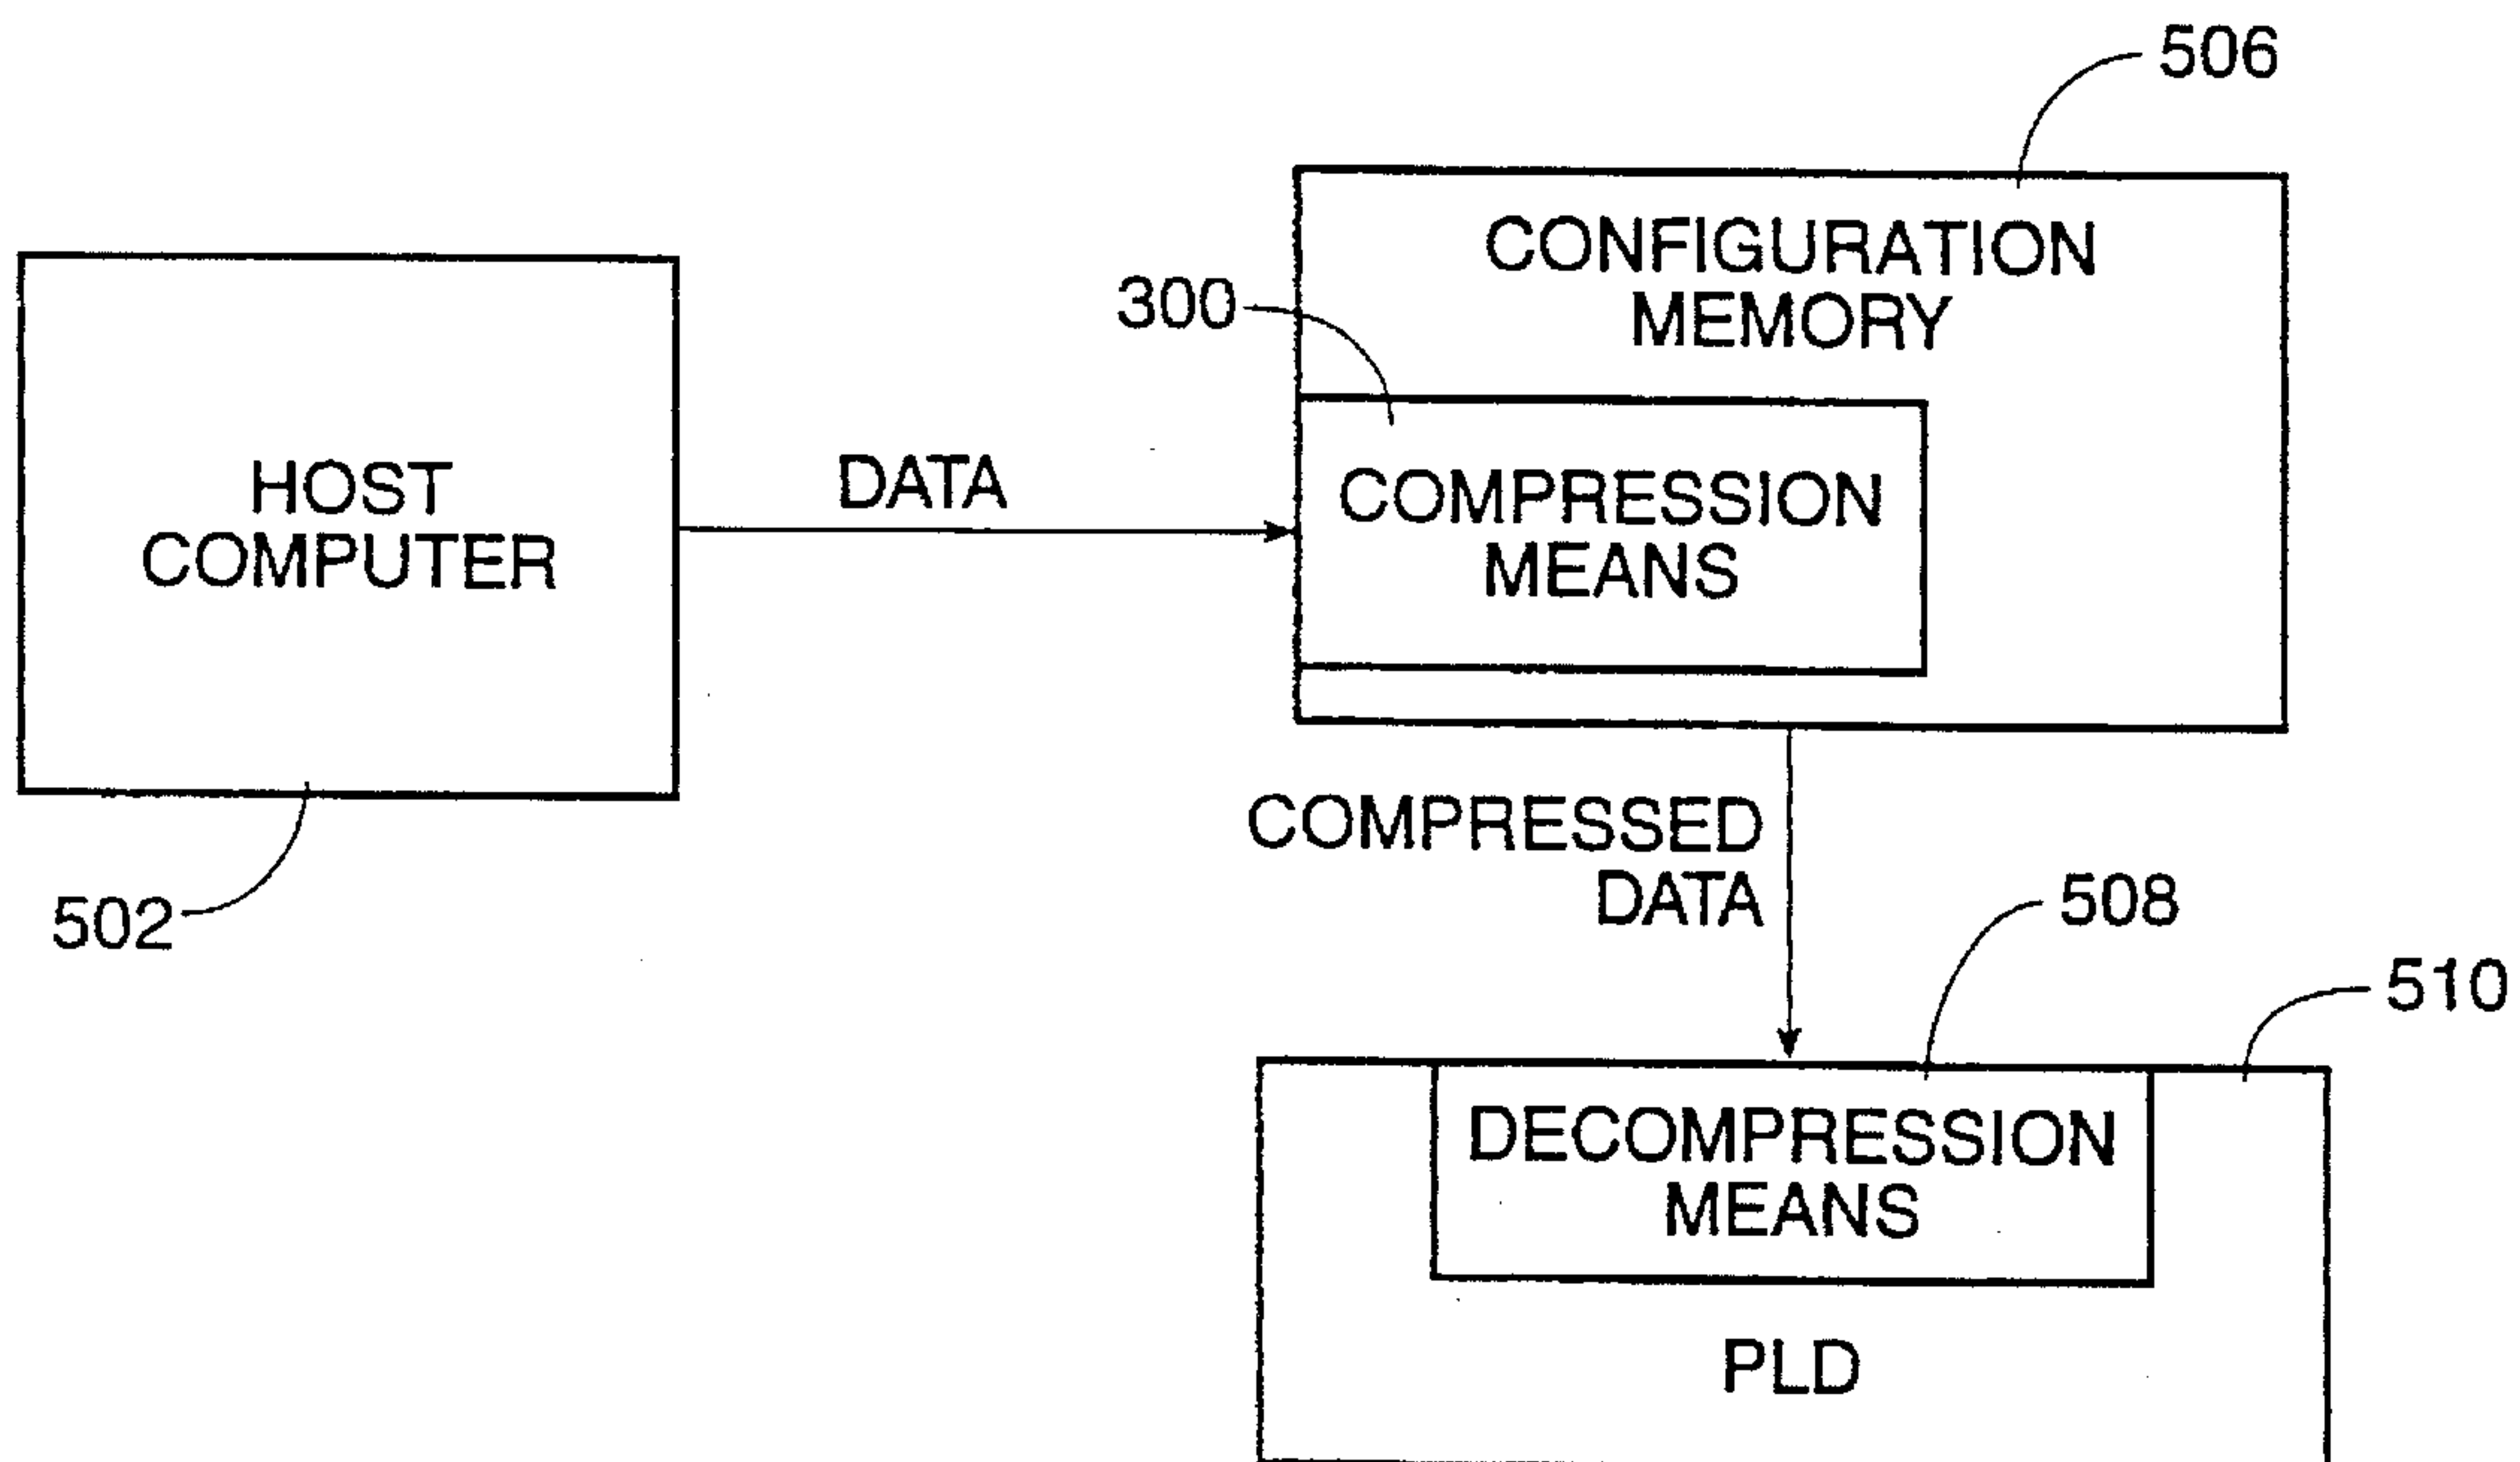 506
CONFIGURATION
MEMORY
300
HOST
COMPUTER
DATA
COMPRESSION
MEANS
502
COMPRESSED
DATA
508
510
DECOMPRESSION
MEANS
PLD